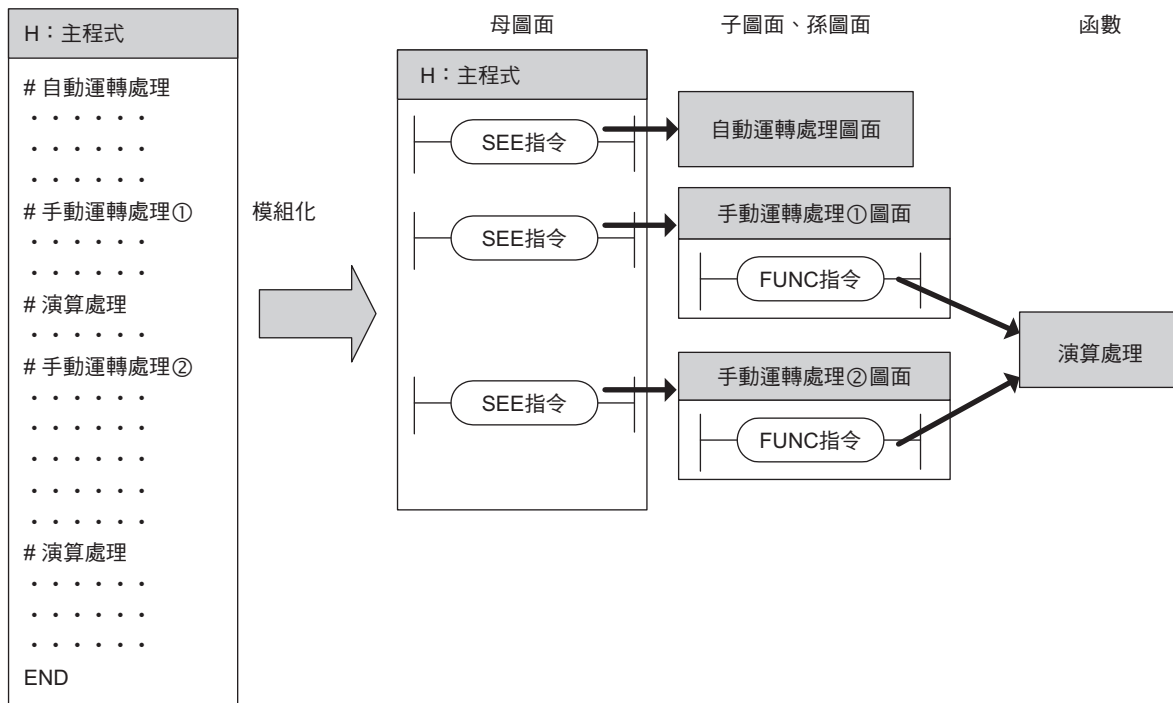 H：主程式
# 自動運轉處理
・・・・・・
・・・・・・
・・・・・・
# 手動運轉處理①
・・・・・・
・・・・・・
# 演算處理
・・・・・・
# 手動運轉處理②
・・・・・・
・・・・・・
・・・・・・
・・・・・・
・・・・・・
# 演算處理
・・・・・・
・・・・・・
・・・・・・
END
模組化
母圖面
H：主程式
SEE指令
SEE指令
SEE指令
子圖面、孫圖面
自動運轉處理圖面
手動運轉處理①圖面
FUNC指令
手動運轉處理②圖面
FUNC指令
函數
演算處理